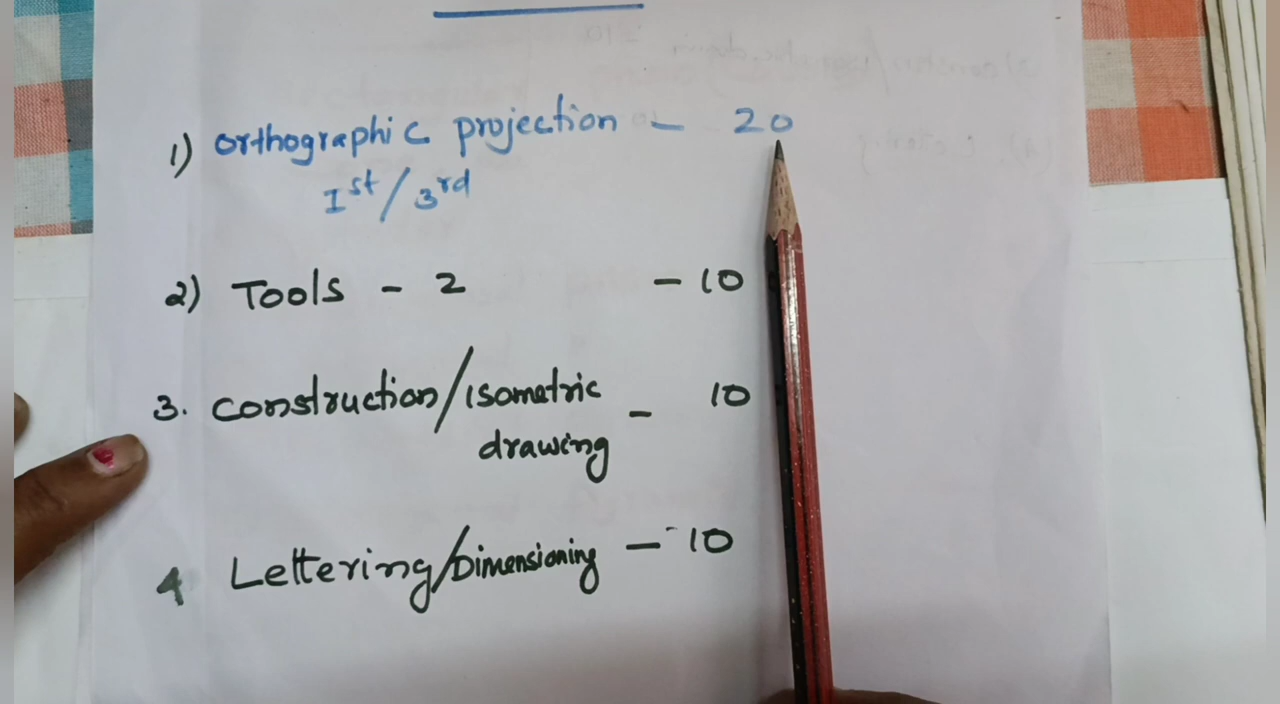 1) Orthographic projection - 20
1st/3rd
2) Tools - 2 - 10
3. Construction/isometric - 10
drawing
4 Lettering/Dimensioning - 10